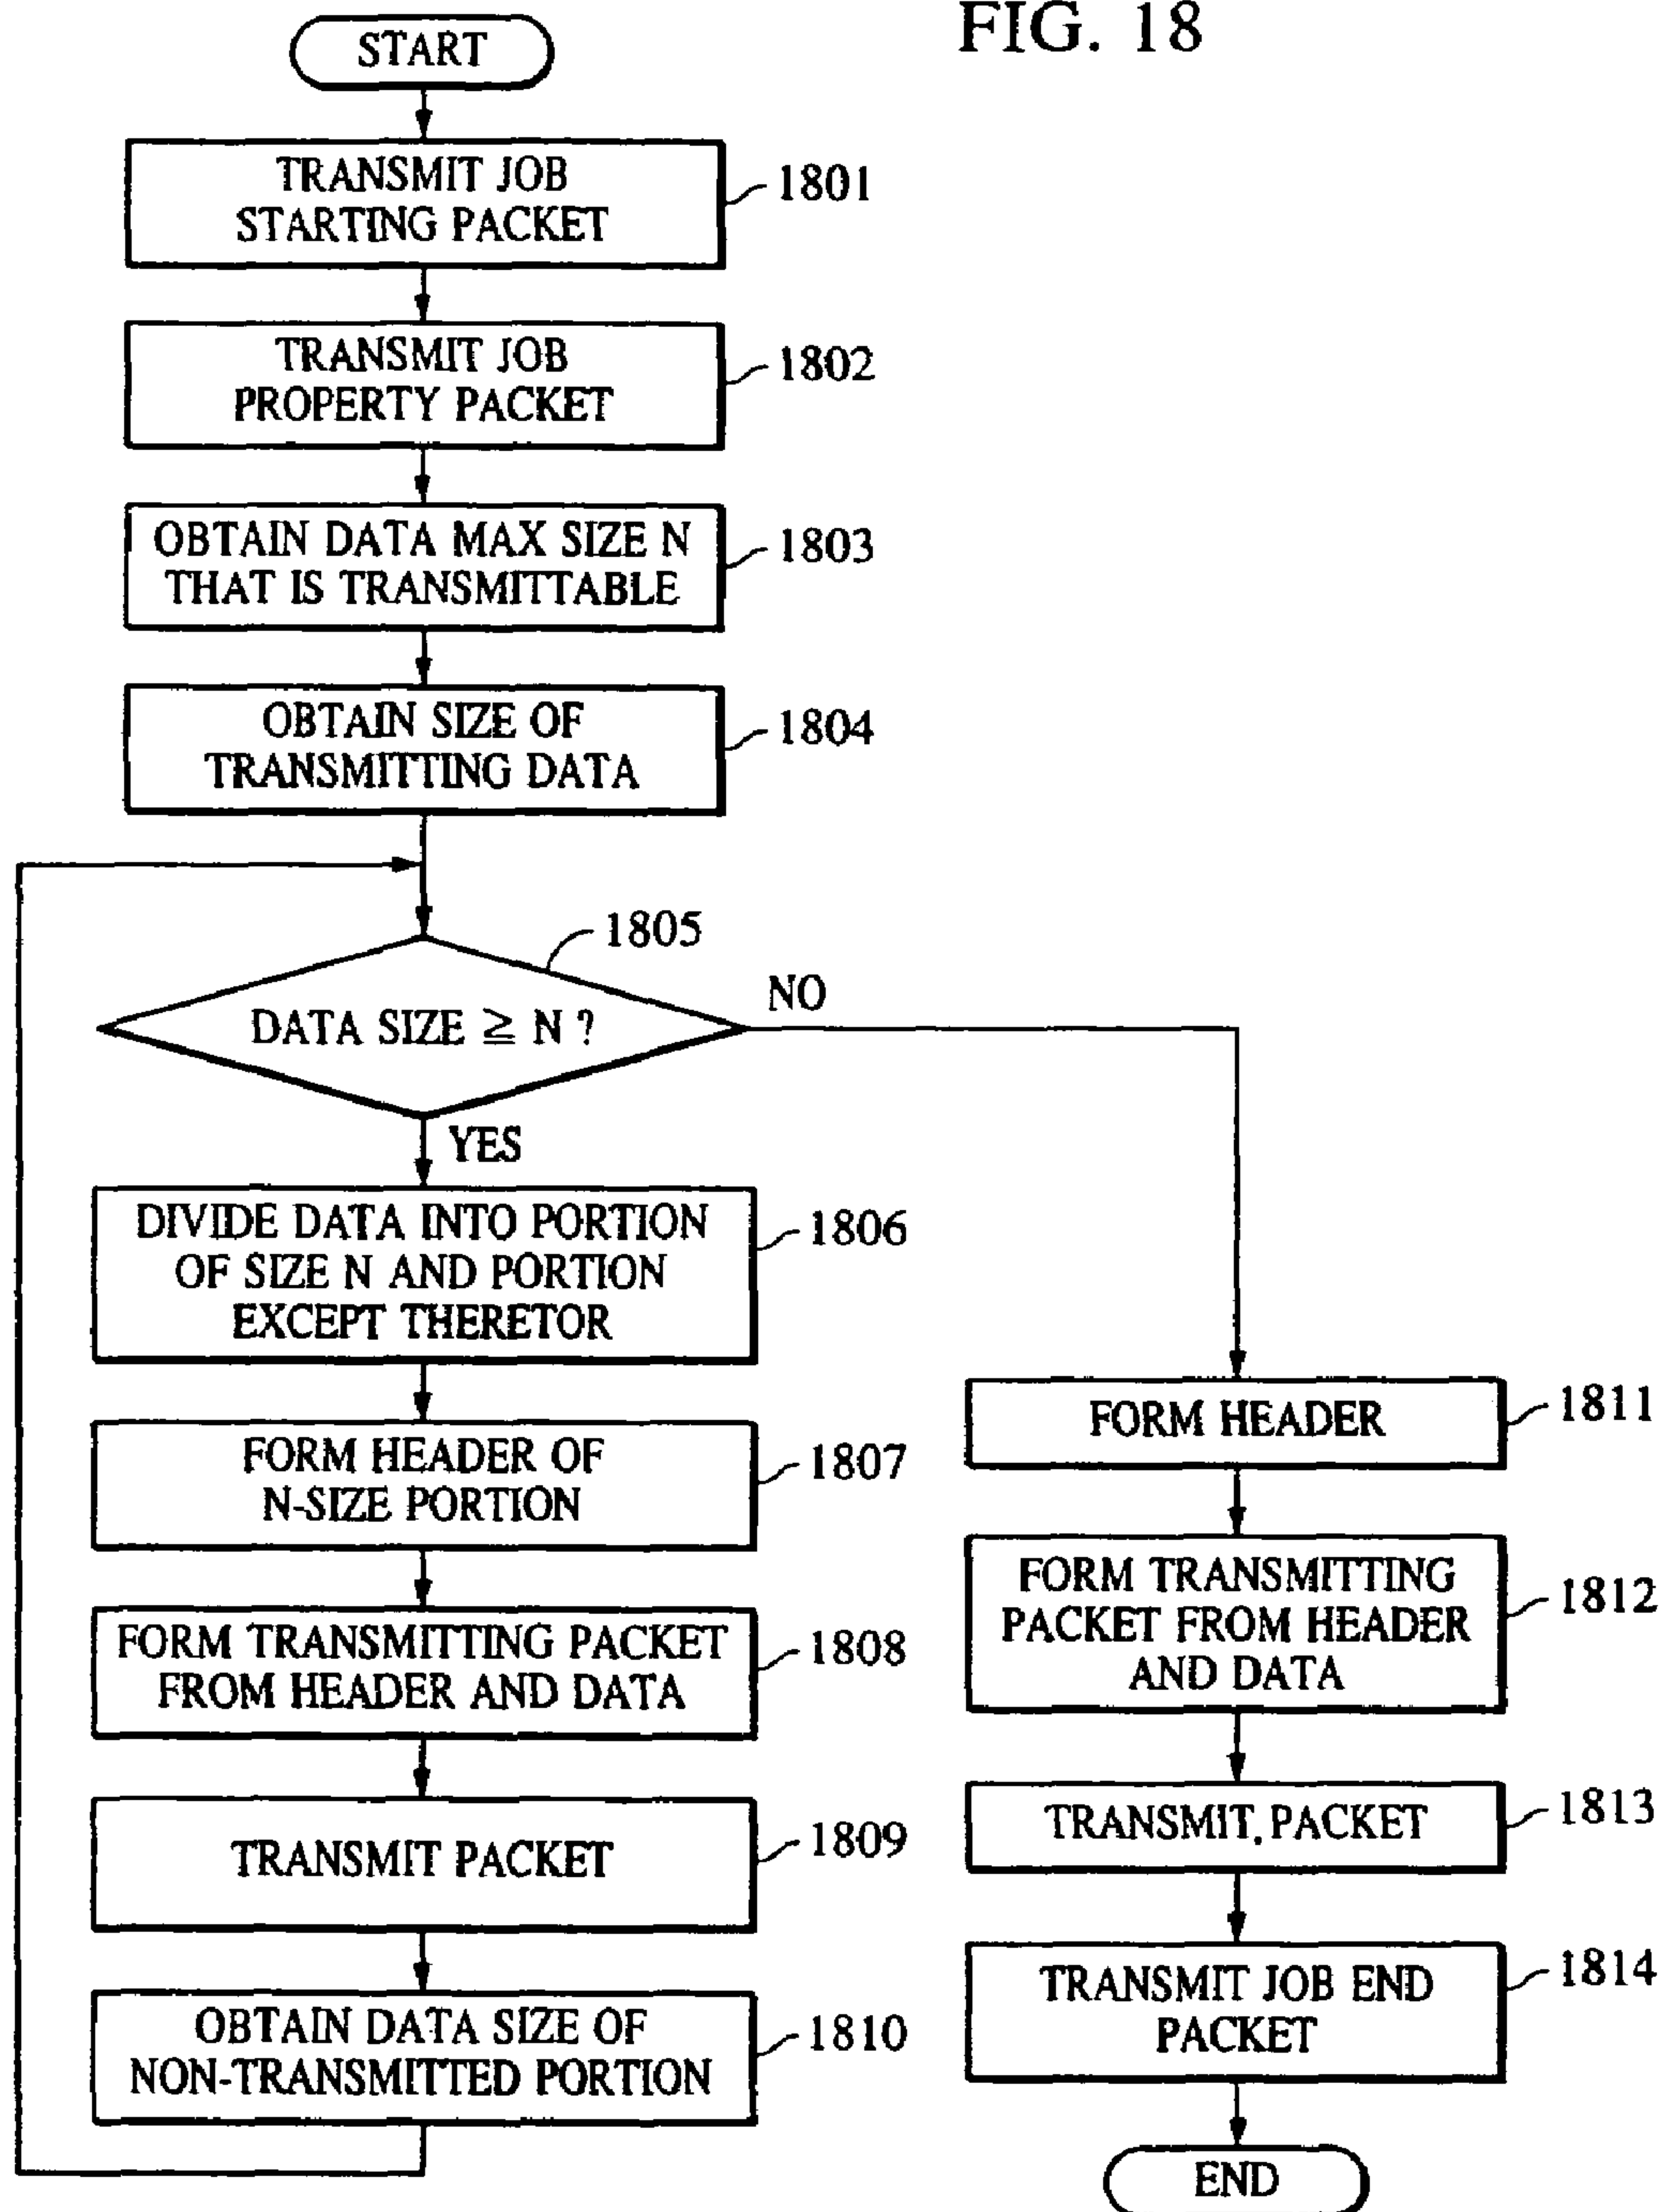 FIG. 18
START
TRANSMIT JOB
STARTING PACKET
1801
TRANSMIT JOB
PROPERTY PACKET
1802
OBTAIN DATA MAX SIZE N
THAT IS TRANSMITTABLE
1803
OBTAIN SIZE OF
TRANSMITTING DATA
1804
1805
DATA SIZE ≧ N ?
NO
YES
DIVIDE DATA INTO PORTION
OF SIZE N AND PORTION
EXCEPT THERETOR
1806
FORM HEADER OF
N-SIZE PORTION
1807
FORM TRANSMITTING PACKET
FROM HEADER AND DATA
1808
TRANSMIT PACKET
1809
OBTAIN DATA SIZE OF
NON-TRANSMITTED PORTION
1810
FORM HEADER
1811
FORM TRANSMITTING
PACKET FROM HEADER
AND DATA
1812
TRANSMIT. PACKET
1813
TRANSMIT JOB END
PACKET
1814
END